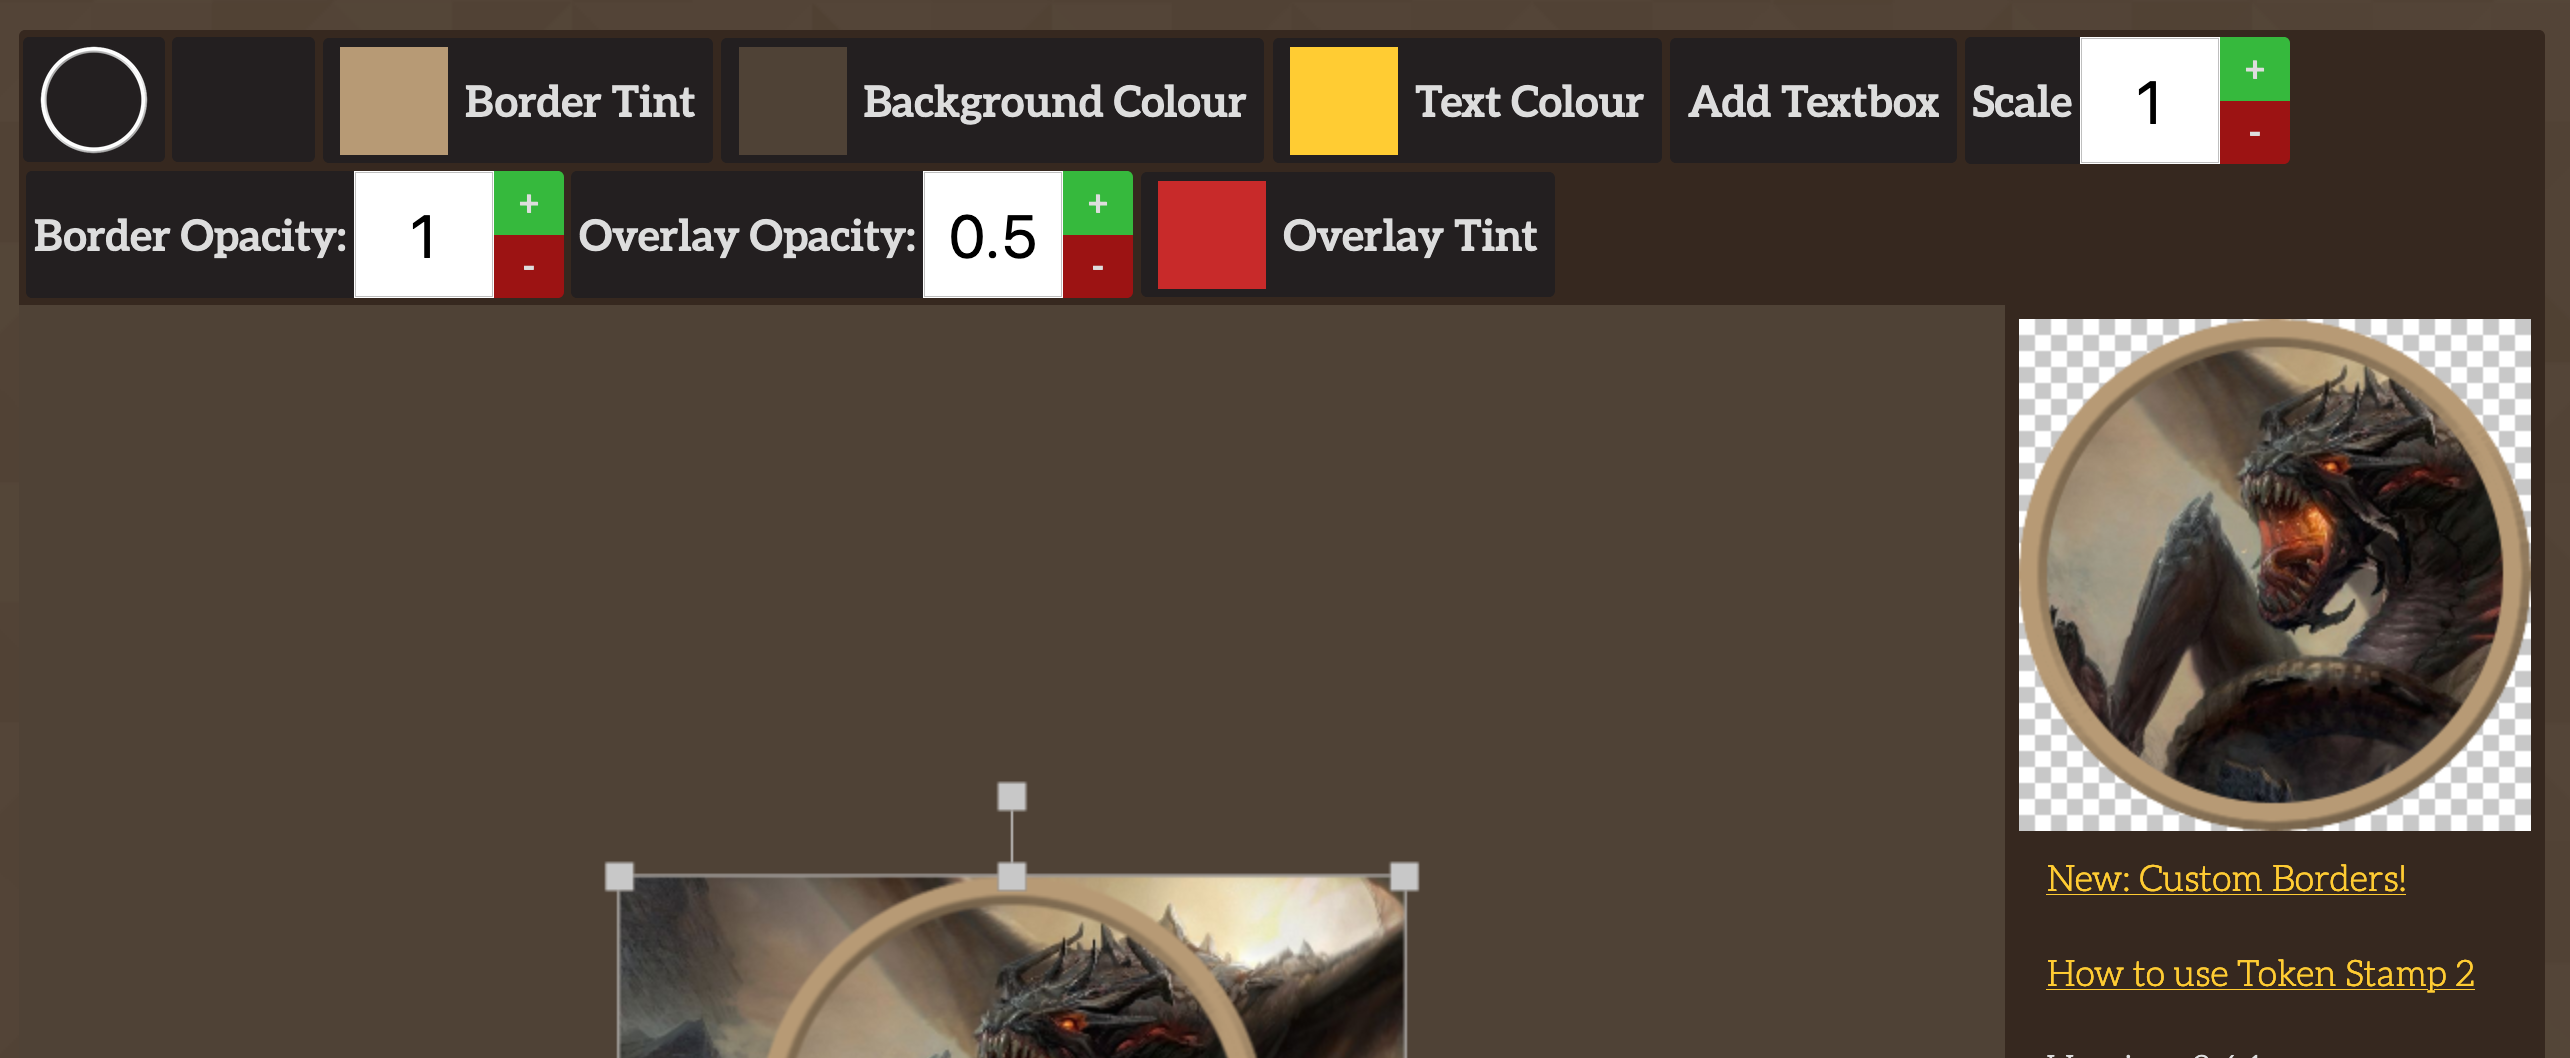 Border Tint Background Colour Text Colour Add Textbox Scale 1 + -
Border Opacity: 1 + - Overlay Opacity: 0.5 + - Overlay Tint
New: Custom Borders!
How to use Token Stamp 2